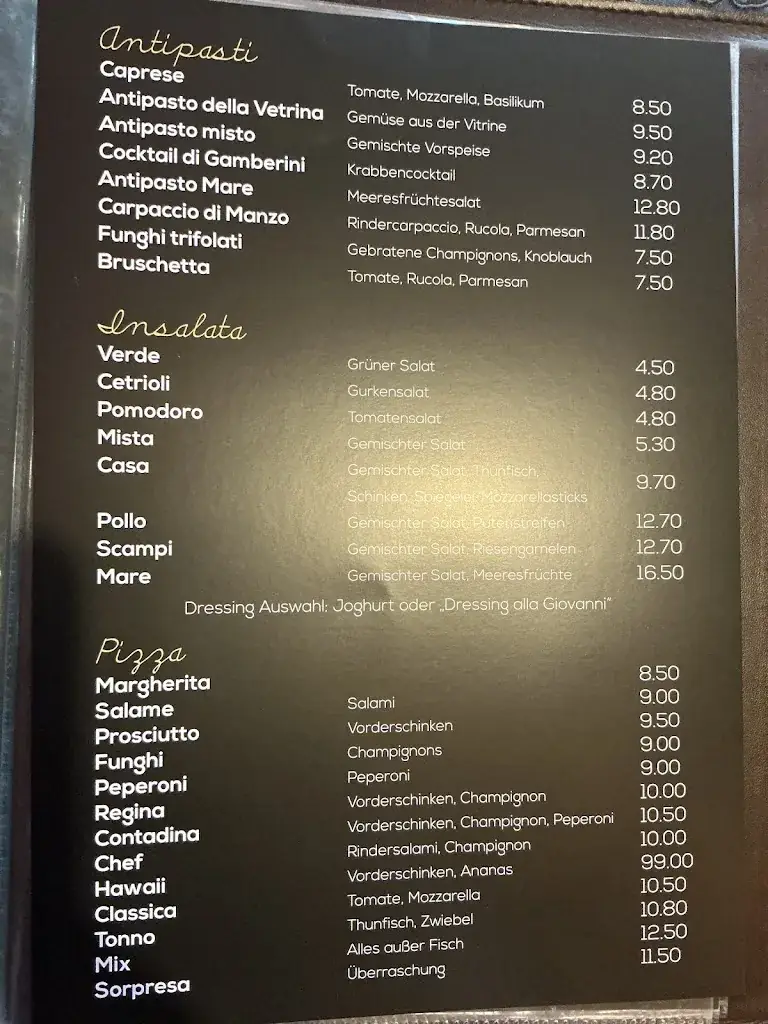 Antipasti
Caprese Tomate, Mozzarella, Basilikum 8.50
Antipasto della Vetrina Gemüse aus der Vitrine 9.50
Antipasto misto Gemischte Vorspeise 9.20
Cocktail di Gamberini Krabbencocktail 8.70
Antipasto Mare Meeresfrüchtesalat 12.80
Carpaccio di Manzo Rindercarpaccio, Rucola, Parmesan 11.80
Funghi trifolati Gebratene Champignons, Knoblauch 7.50
Bruschetta Tomate, Rucola, Parmesan 7.50
Insalata
Verde Grüner Salat 4.50
Cetrioli Gurkensalat 4.80
Pomodoro Tomatensalat 4.80
Mista Gemischter Salat 5.30
Casa Gemischter Salat, Thunfisch,
Schinken, Spiegelei, Mozzarellasticks 9.70
Pollo Gemischter Salat, Putenstreifen 12.70
Scampi Gemischter Salat, Riesengarnelen 12.70
Mare Gemischter Salat, Meeresfrüchte 16.50
Dressing Auswahl: Joghurt oder „Dressing alla Giovanni“
Pizza
Margherita 8.50
Salame Salami 9.00
Prosciutto Vorderschinken 9.50
Funghi Champignons 9.00
Peperoni Peperoni 9.00
Regina Vorderschinken, Champignon 10.00
Contadina Vorderschinken, Champignon, Peperoni 10.50
Chef Rindersalami, Champignon 10.00
Hawaii Vorderschinken, Ananas 99.00
Classica Tomate, Mozzarella 10.50
Tonno Thunfisch, Zwiebel 10.80
Mix Alles außer Fisch 12.50
Sorpresa Überraschung 11.50